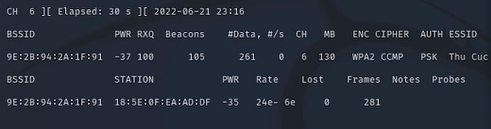 CH 6 ][ Elapsed: 30 s ][ 2022-06-21 23:16
BSSID PWR RXQ Beacons #Data, #/s CH MB ENC CIPHER AUTH ESSID
9E:2B:94:2A:1F:91 -37 100 105 261 0 6 130 WPA2 CCMP PSK Thu Cuc
BSSID STATION PWR Rate Lost Frames Notes Probes
9E:2B:94:2A:1F:91 18:5E:0F:EA:AD:DF -35 24e- 6e 0 281